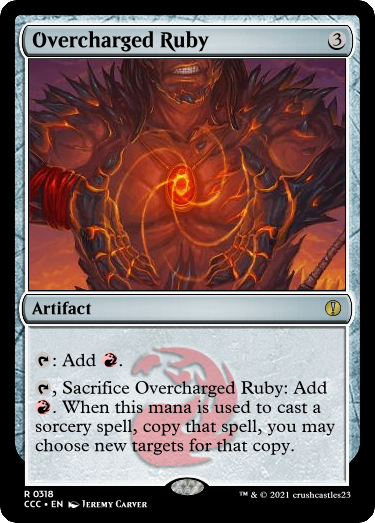 Overcharged Ruby 3
Artifact
: Add .
, Sacrifice Overcharged Ruby: Add
. When this mana is used to cast a
sorcery spell, copy that spell, you may
choose new targets for that copy.
R 0318
CCC • EN Jeremy Carver
™ & © 2021 crushcastles23